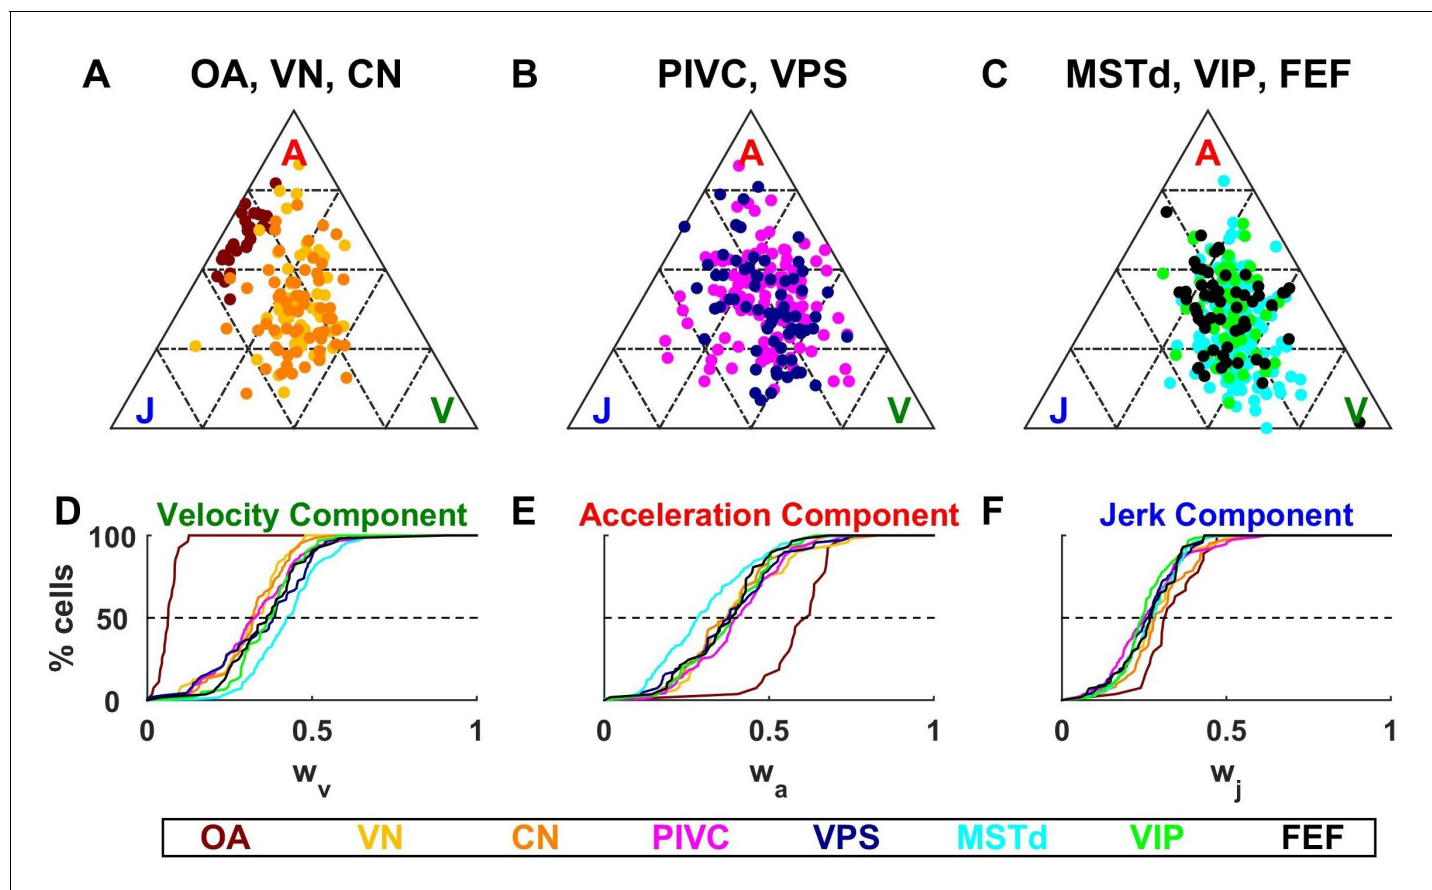 A OA, VN, CN
B PIVC, VPS
C MSTd, VIP, FEF
A
J
V
A
J
V
A
J
V
D Velocity Component
E Acceleration Component
F Jerk Component
% cells
100
50
0
0 0.5 1
0 0.5 1
0 0.5 1
wv
wa
wj
OA VN CN PIVC VPS MSTd VIP FEF